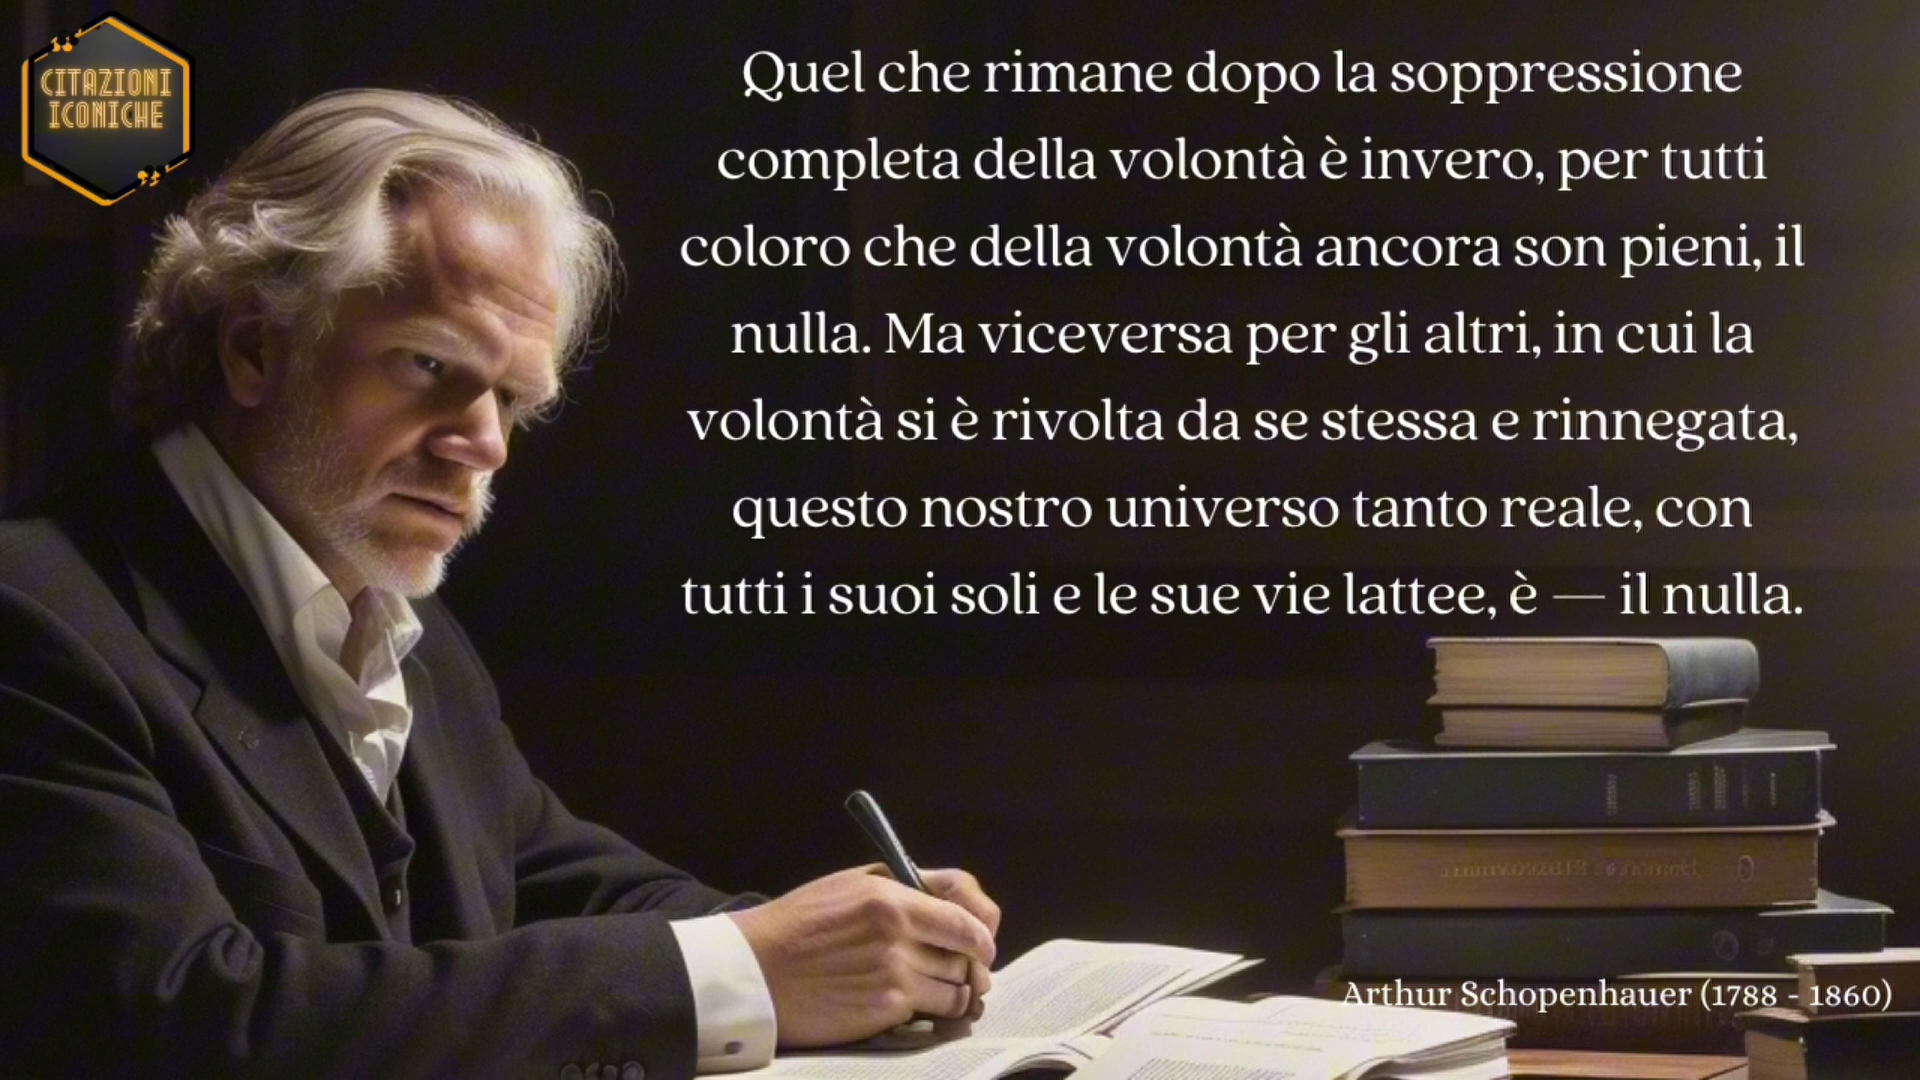 CITAZIONI
ICONICHE
Quel che rimane dopo la soppressione
completa della volontà è invero, per tutti
coloro che della volontà ancora son pieni, il
nulla. Ma viceversa per gli altri, in cui la
volontà si è rivolta da se stessa e rinnegata,
questo nostro universo tanto reale, con
tutti i suoi soli e le sue vie lattee, è — il nulla.
Arthur Schopenhauer (1788 - 1860)